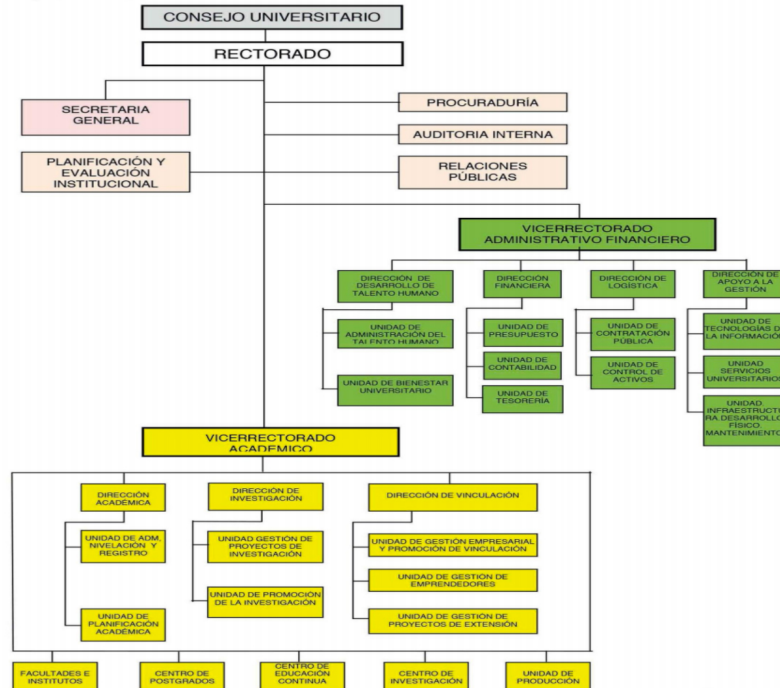 CONSEJO UNIVERSITARIO
RECTORADO
SECRETARIA
GENERAL
PROCURADURÍA
AUDITORIA INTERNA
PLANIFICACIÓN Y
EVALUACIÓN
INSTITUCIONAL
RELACIONES
PÚBLICAS
VICERRECTORADO
ADMINISTRATIVO FINANCIERO
DIRECCIÓN DE
DESARROLLO DE
TALENTO HUMANO
UNIDAD DE
ADMINISTRACIÓN DEL
TALENTO HUMANO
UNIDAD DE BIENESTAR
UNIVERSITARIO
DIRECCIÓN
FINANCIERA
UNIDAD DE
PRESUPUESTO
UNIDAD DE
CONTABILIDAD
UNIDAD DE
TESORERÍA
DIRECCIÓN DE
LOGÍSTICA
UNIDAD DE
CONTRATACIÓN
PÚBLICA
UNIDAD DE
CONTROL DE
ACTIVOS
DIRECCIÓN DE
APOYO A LA
GESTIÓN
UNIDAD DE
TECNOLOGÍAS DE
LA INFORMACIÓN
UNIDAD
SERVICIOS
UNIVERSITARIOS
UNIDAD.
INFRAESTRUCTU
RA DESARROLLO
FÍSICO.
MANTENIMIENTO
VICERRECTORADO
ACADEMICO
DIRECCIÓN
ACADÉMICA
UNIDAD DE ADM,
NIVELACIÓN Y
REGISTRO
UNIDAD DE
PLANIFICACIÓN
ACADÉMICA
DIRECCIÓN DE
INVESTIGACIÓN
UNIDAD GESTIÓN DE
PROYECTOS DE
INVESTIGACIÓN
UNIDAD DE PROMOCIÓN
DE LA INVESTIGACIÓN
DIRECCIÓN DE VINCULACIÓN
UNIDAD DE GESTIÓN EMPRESARIAL
Y PROMOCIÓN DE VINCULACIÓN
UNIDAD DE GESTIÓN DE
EMPRENDEDORES
UNIDAD DE GESTIÓN DE
PROYECTOS DE EXTENSIÓN
FACULTADES E
INSTITUTOS
CENTRO DE
POSTGRADOS
CENTRO DE
EDUCACIÓN
CONTINUA
CENTRO DE
INVESTIGACIÓN
UNIDAD DE
PRODUCCIÓN